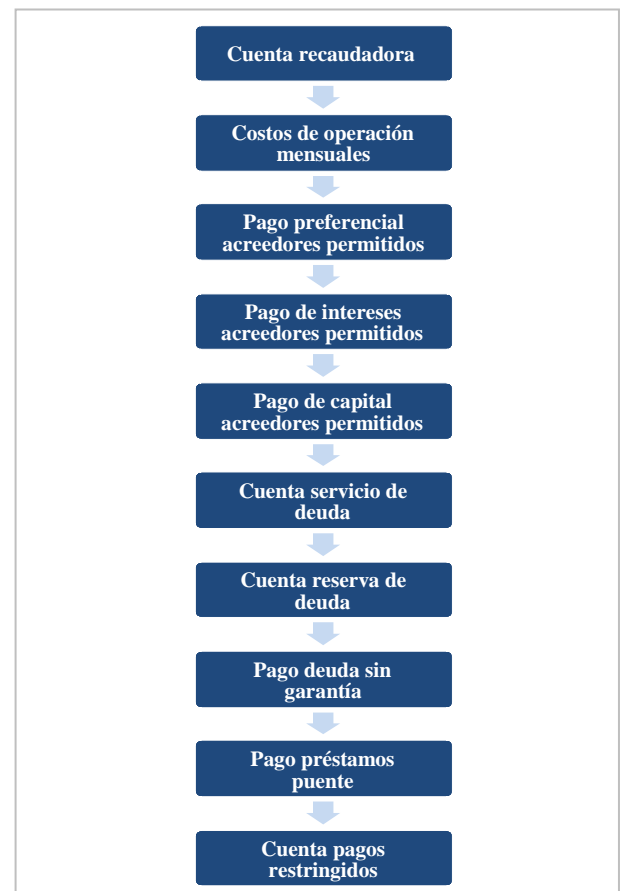 Cuenta recaudadora
Costos de operación
mensuales
Pago preferencial
acreedores permitidos
Pago de intereses
acreedores permitidos
Pago de capital
acreedores permitidos
Cuenta servicio de
deuda
Cuenta reserva de
deuda
Pago deuda sin
garantía
Pago préstamos
puente
Cuenta pagos
restringidos